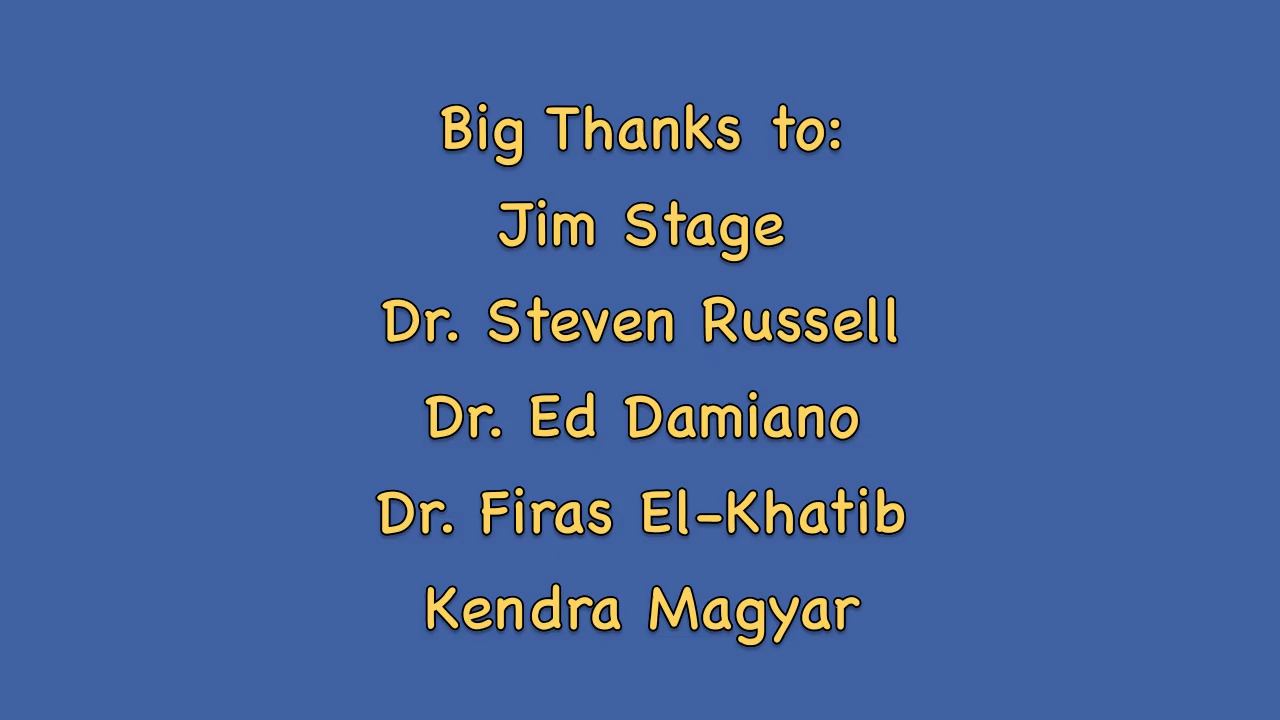 Big Thanks to:
Jim Stage
Dr. Steven Russell
Dr. Ed Damiano
Dr. Firas El-Khatib
Kendra Magyar